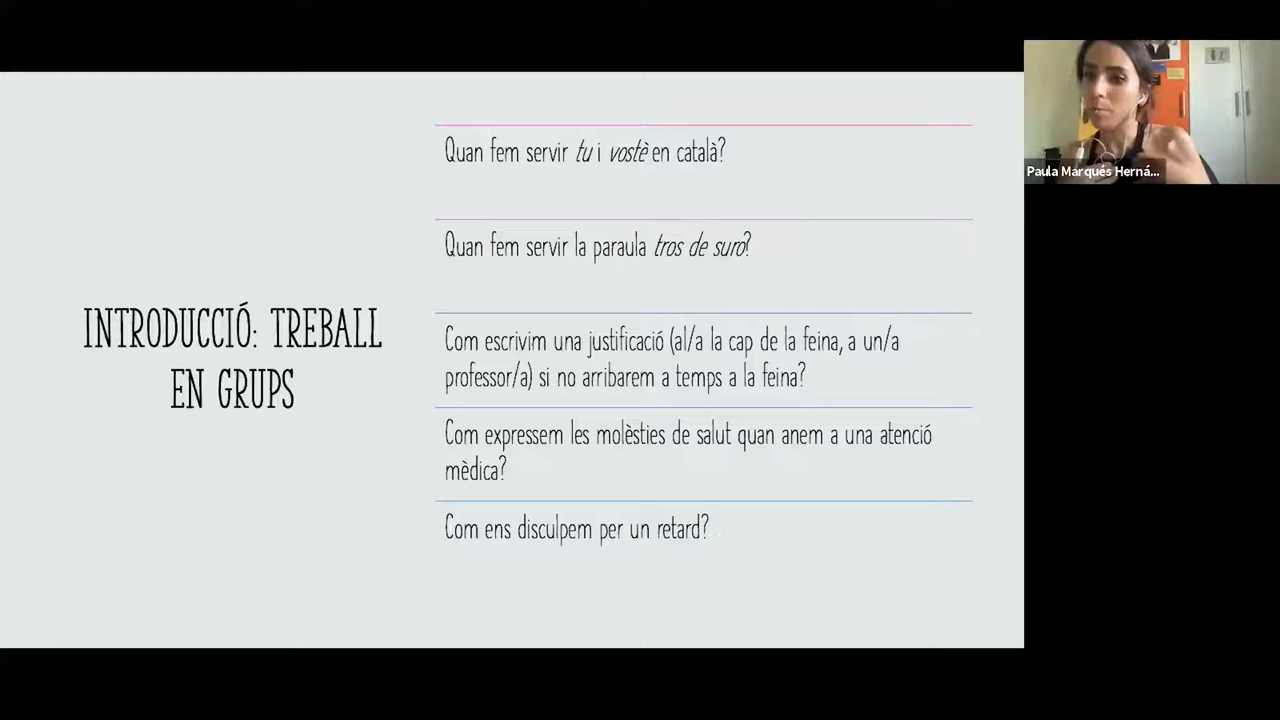 INTRODUCCIÓ: TREBALL
EN GRUPS
Quan fem servir tu i vostè en català?
Quan fem servir la paraula tros de suro?
Com escrivim una justificació (al/a la cap de la feina, a un/a
professor/a) si no arribarem a temps a la feina?
Com expressem les molèsties de salut quan anem a una atenció
mèdica?
Com ens disculpem per un retard?
Paula Marqués Herná...